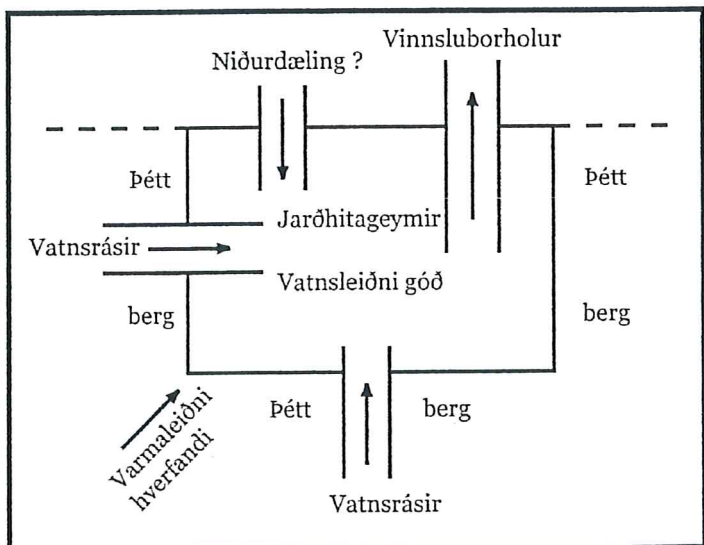 Vinnsluborholur
Niðurdæling ?
Þétt
Þétt
Jarðhitageymir
Vatnsrásir
Vatnsleiðni góð
berg
berg
Þétt
berg
Varmaleiðni
hverfandi
Vatnsrásir